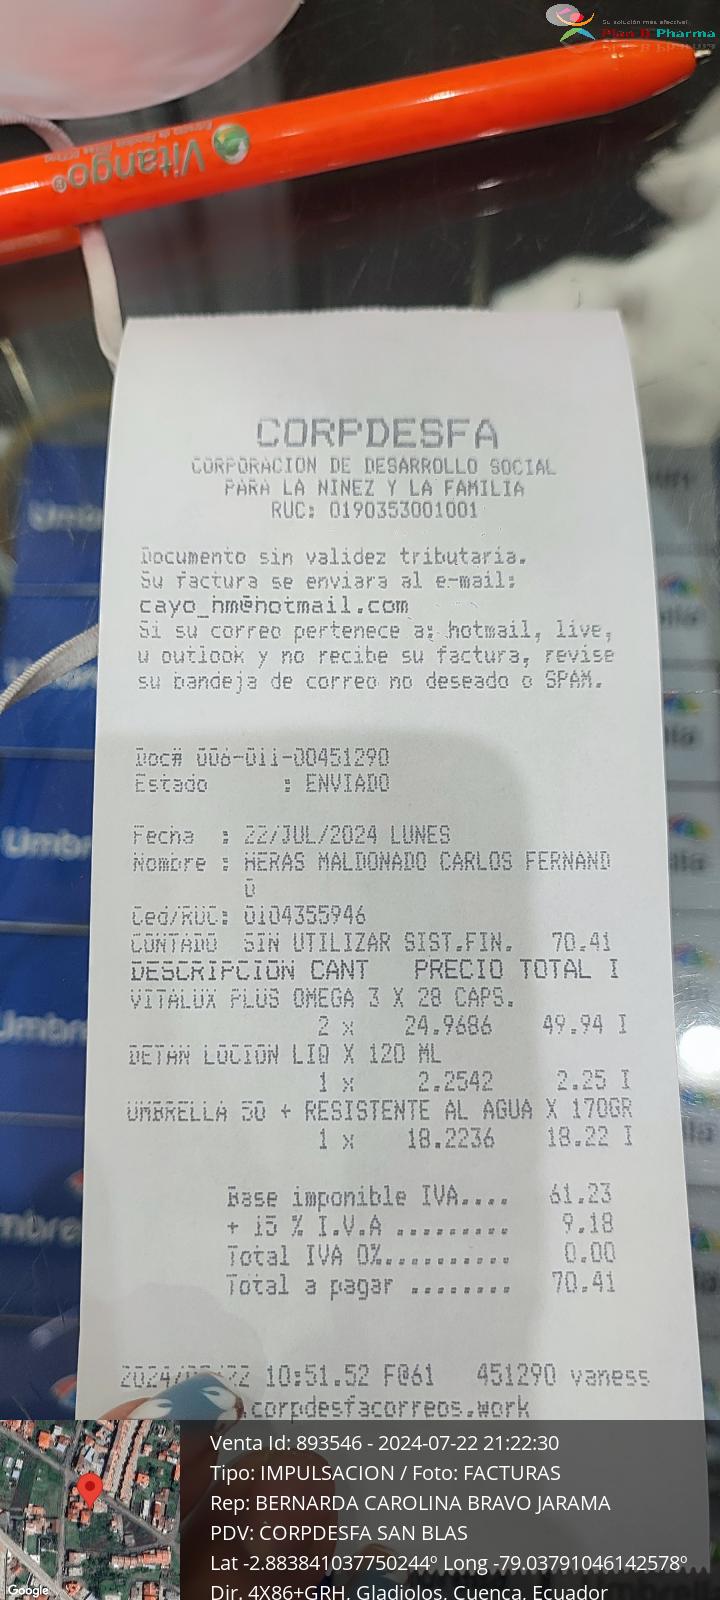 Su solución más efectiva!
Plan B Pharma
Vitango®
CORPDESFA
CORPORACION DE DESARROLLO SOCIAL
PARA LA NINEZ Y LA FAMILIA
RUC: 0190353001001
Documento sin validez tributaria.
Su factura se enviara al e-mail:
cayo_hm@hotmail.com
Si su correo pertenece a: hotmail, live,
u outlook y no recibe su factura, revise
su bandeja de correo no deseado o SPAM.
Doc# 006-011-00451290
Estado : ENVIADO
Fecha : 22/JUL/2024 LUNES
Nombre : HERAS MALDONADO CARLOS FERNAND
O
Ced/RUC: 0104355946
CONTADO SIN UTILIZAR SIST.FIN. 70.41
DESCRIPCION CANT PRECIO TOTAL I
VITALUX PLUS OMEGA 3 X 28 CAPS.
2 x 24.9686 49.94 I
DETAN LOCION LIQ X 120 ML
1 x 2.2542 2.25 I
UMBRELLA 50 + RESISTENTE AL AGUA X 170GR
1 x 18.2236 18.22 I
Base imponible IVA.... 61.23
+ 15 % I.V.A ......... 9.18
Total IVA 0%.......... 0.00
Total a pagar ........ 70.41
22 10:51.52 F@61 451290 vaness
.corpdesfacorreos.work
Venta Id: 893546 - 2024-07-22 21:22:30
Tipo: IMPULSACION / Foto: FACTURAS
Rep: BERNARDA CAROLINA BRAVO JARAMA
PDV: CORPDESFA SAN BLAS
Lat -2.883841037750244º Long -79.03791046142578º
Dir. 4X86+GRH, Gladiolos, Cuenca, Ecuador
Google